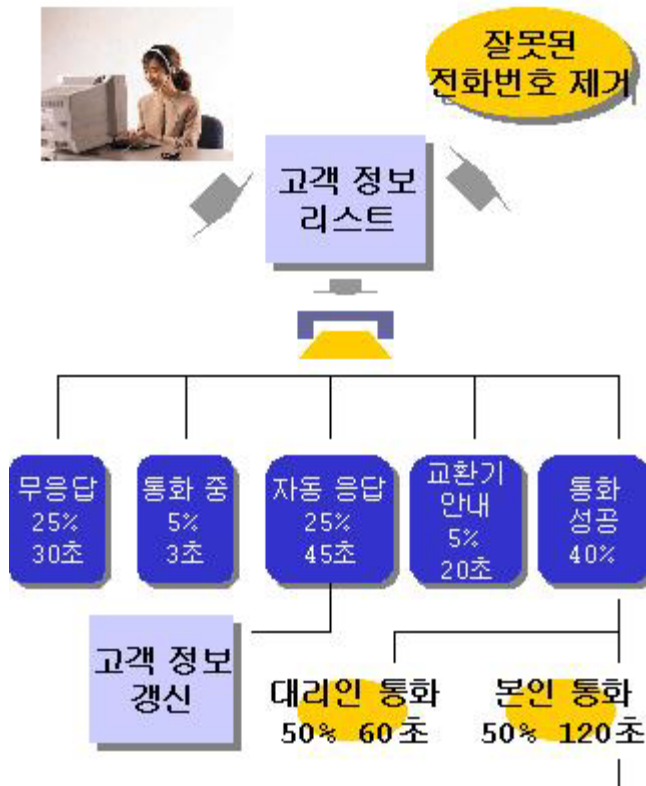 잘못된
전화번호 제거
고객 정보
리스트
무응답
25%
30초
통화 중
5%
3초
자동 응답
25%
45초
교환기
안내
5%
20초
통화
성공
40%
고객 정보
갱신
대리인 통화
50% 60초
본인 통화
50% 120초